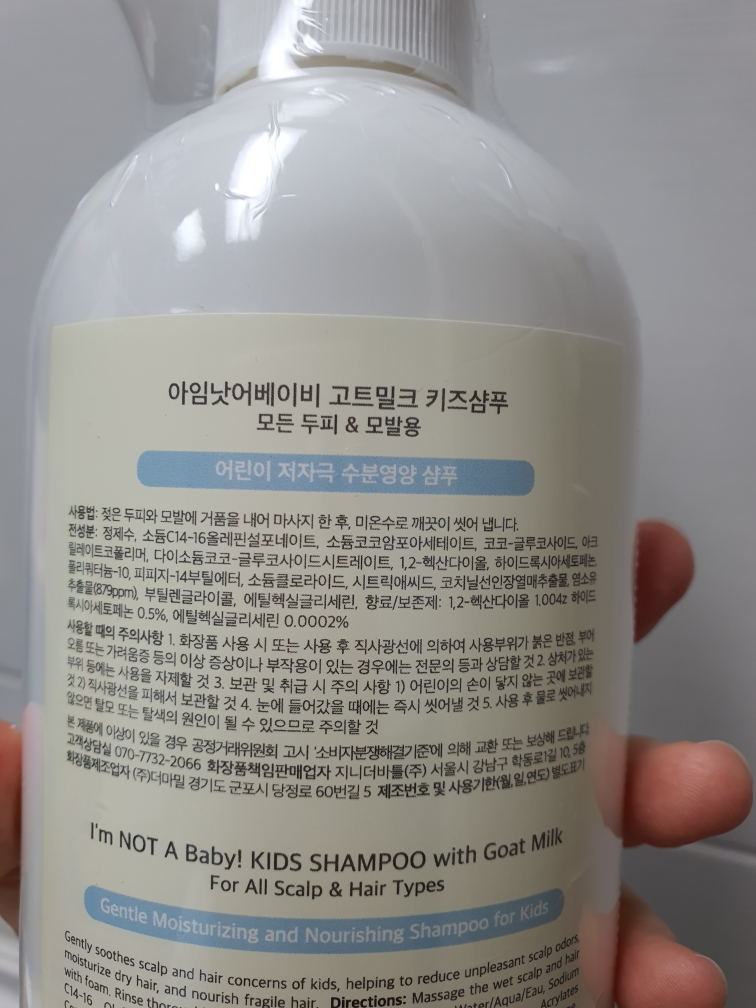 아임낫어베이비 고트밀크 키즈샴푸
모든 두피 & 모발용
어린이 저자극 수분영양 샴푸
사용법: 젖은 두피와 모발에 거품을 내어 마사지 한 후, 미온수로 깨끗이 씻어 냅니다.
전성분: 정제수, 소듐C14-16올레핀설포네이트, 소듐코코암포아세테이트, 코코-글루코사이드, 아크
릴레이트코폴리머, 다이소듐코코-글루코사이드시트레이트, 1,2-헥산다이올, 하이드록시아세토페논,
폴리쿼터늄-10, 피피지-14부틸에터, 소듐클로라이드, 시트릭애씨드, 코치닐선인장열매추출물, 염소유
추출물(879ppm), 부틸렌글라이콜, 에틸헥실글리세린, 향료/보존제: 1,2-헥산다이올 1.004% 하이드
록시아세토페논 0.5%, 에틸헥실글리세린 0.0002%
사용할 때의 주의사항 1. 화장품 사용 시 또는 사용 후 직사광선에 의하여 사용부위가 붉은 반점, 부어
오름 또는 가려움증 등의 이상 증상이나 부작용이 있는 경우에는 전문의 등과 상담할 것 2. 상처가 있는
부위 등에는 사용을 자제할 것 3. 보관 및 취급 시 주의 사항 1) 어린이의 손이 닿지 않는 곳에 보관할
것 2) 직사광선을 피해서 보관할 것 4. 눈에 들어갔을 때에는 즉시 씻어낼 것 5. 사용 후 물로 씻어내지
않으면 탈모 또는 탈색의 원인이 될 수 있으므로 주의할 것
본 제품에 이상이 있을 경우 공정거래위원회 고시 '소비자분쟁해결기준'에 의해 교환 또는 보상해 드립니다.
고객상담실 070-7732-2066 화장품책임판매업자 지니더바틀(주) 서울시 강남구 학동로1길 10, 5층
화장품제조업자 (주)더마밀 경기도 군포시 당정로 60번길 5 제조번호 및 사용기한(월,일,연도) 별도표기
I'm NOT A Baby! KIDS SHAMPOO with Goat Milk
For All Scalp & Hair Types
Gentle Moisturizing and Nourishing Shampoo for Kids
Gently soothes scalp and hair concerns of kids, helping to reduce unpleasant scalp odors,
moisturize dry hair, and nourish fragile hair. Directions: Massage the wet scalp and hair
with foam. Rinse Water/Aqua/Eau, Sodium
C14-16 Acrylates